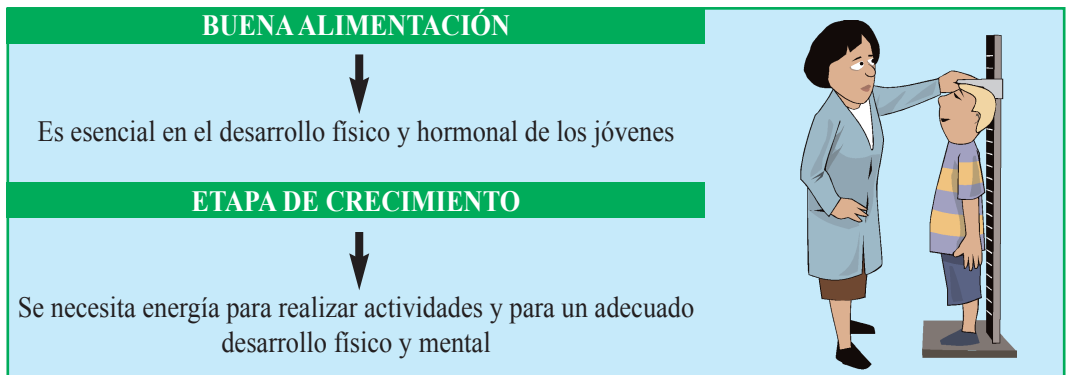 BUENA ALIMENTACIÓN
Es esencial en el desarrollo físico y hormonal de los jóvenes
ETAPA DE CRECIMIENTO
Se necesita energía para realizar actividades y para un adecuado
desarrollo físico y mental